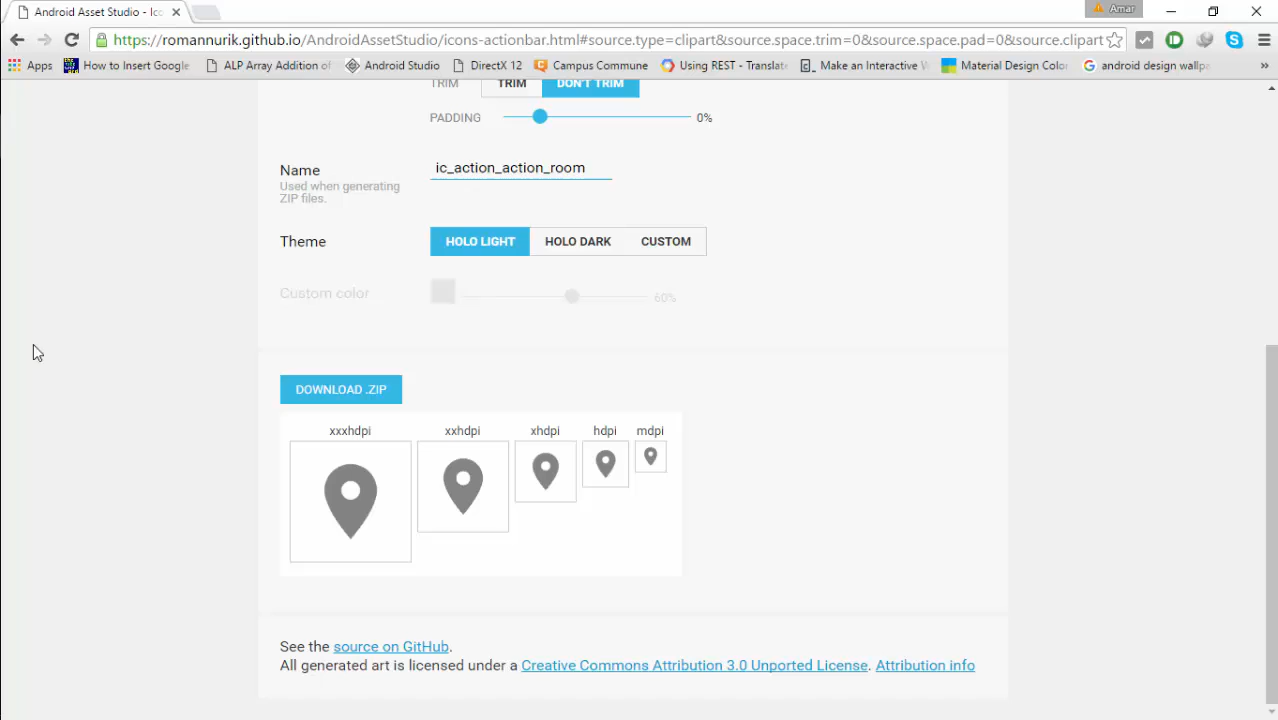 Android Asset Studio - Ico
Amar
https://romannurik.github.io/AndroidAssetStudio/icons-actionbar.html#source.type=clipart&source.space.trim=0&source.space.pad=0&source.clipart
Apps How to Insert Google ALP Array Addition of Android Studio DirectX 12 Campus Commune Using REST - Translate Make an Interactive W Material Design Color android design wallpa »
TRIM TRIM DON'T TRIM
PADDING 0%
Name ic_action_action_room
Used when generating
ZIP files.
Theme HOLO LIGHT HOLO DARK CUSTOM
Custom color 60%
DOWNLOAD .ZIP
xxxhdpi xxhdpi xhdpi hdpi mdpi
See the source on GitHub.
All generated art is licensed under a Creative Commons Attribution 3.0 Unported License. Attribution info